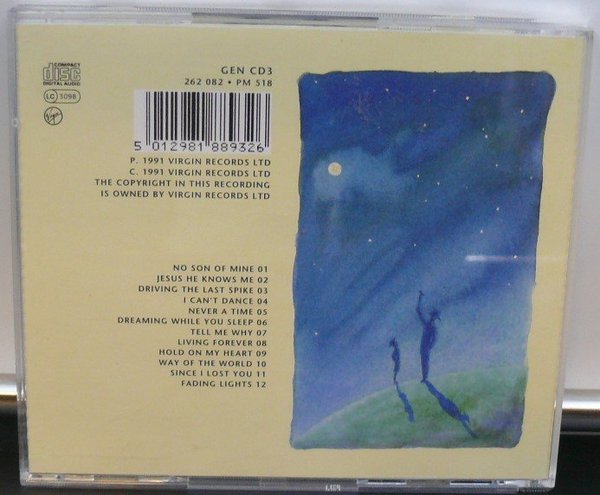 COMPACT
disc
DIGITAL AUDIO
LC 3098
Virgin
GEN CD3
262 082 • PM 518
5 012981 889326
P. 1991 VIRGIN RECORDS LTD
C. 1991 VIRGIN RECORDS LTD
THE COPYRIGHT IN THIS RECORDING
IS OWNED BY VIRGIN RECORDS LTD
NO SON OF MINE 01
JESUS HE KNOWS ME 02
DRIVING THE LAST SPIKE 03
I CAN'T DANCE 04
NEVER A TIME 05
DREAMING WHILE YOU SLEEP 06
TELL ME WHY 07
LIVING FOREVER 08
HOLD ON MY HEART 09
WAY OF THE WORLD 10
SINCE I LOST YOU 11
FADING LIGHTS 12